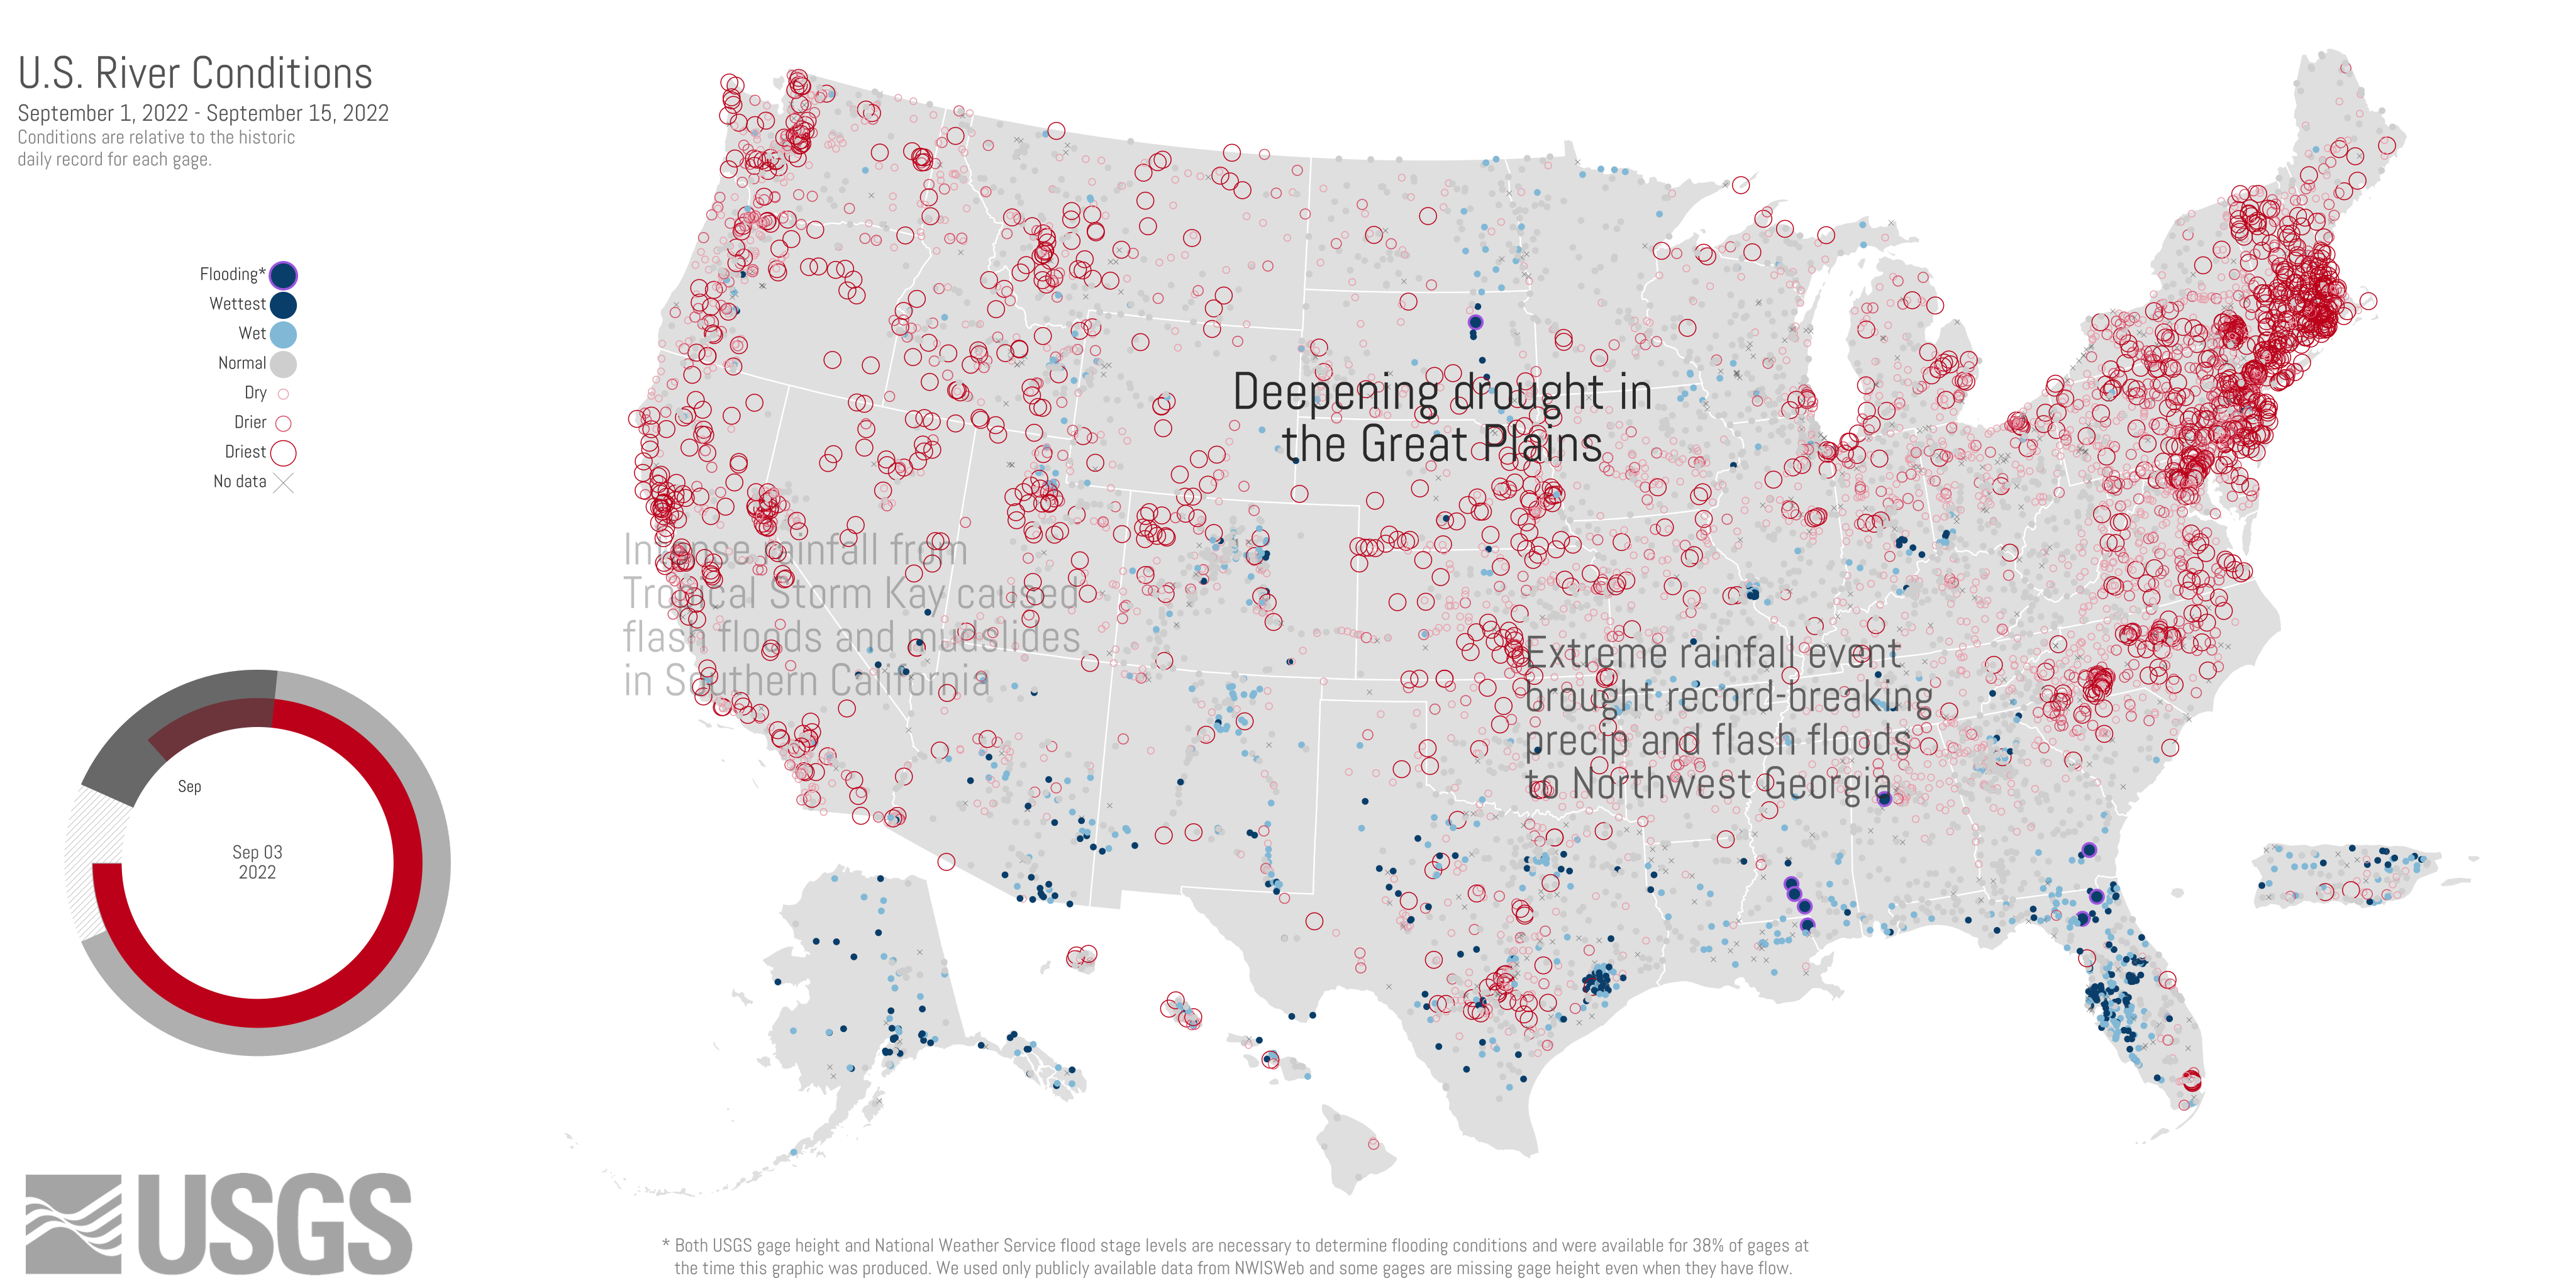 U.S. River Conditions
September 1, 2022 - September 15, 2022
Conditions are relative to the historic
daily record for each gage.
Flooding*
Wettest
Wet
Normal
Dry
Drier
Driest
No data
Deepening drought in
the Great Plains
Intense rainfall from
Tropical Storm Kay caused
flash floods and mudslides
in Southern California
Extreme rainfall event
brought record-breaking
precip and flash floods
to Northwest Georgia
Sep
Sep 03
2022
USGS
* Both USGS gage height and National Weather Service flood stage levels are necessary to determine flooding conditions and were available for 38% of gages at
the time this graphic was produced. We used only publicly available data from NWISWeb and some gages are missing gage height even when they have flow.